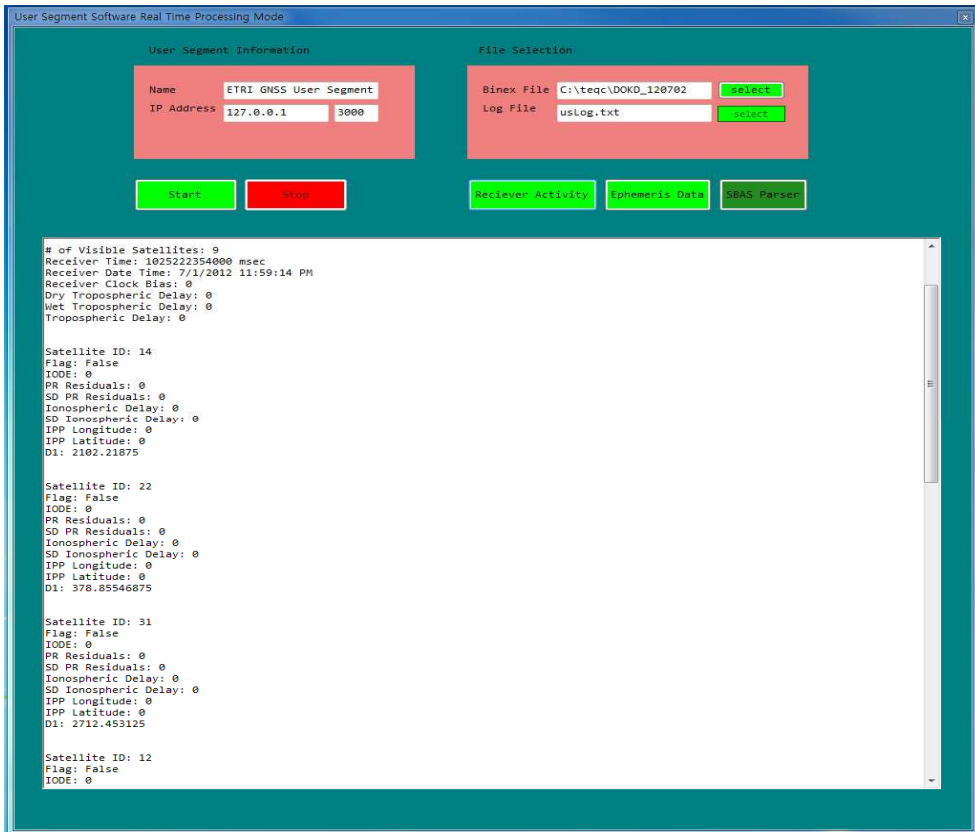 User Segment Software Real Time Processing Mode
User Segment Information
Name ETRI GNSS User Segment
IP Address 127.0.0.1 3000
File Selection
Binex File C:\teqc\DOKD_120702 select
Log File usLog.txt select
Start Stop Reciever Activity Ephemeris Data SBAS Parser
# of Visible Satellites: 9
Receiver Time: 1025222354000 msec
Receiver Date Time: 7/1/2012 11:59:14 PM
Receiver Clock Bias: 0
Dry Tropospheric Delay: 0
Wet Tropospheric Delay: 0
Tropospheric Delay: 0
Satellite ID: 14
Flag: False
IODE: 0
PR Residuals: 0
SD PR Residuals: 0
Ionospheric Delay: 0
SD Ionospheric Delay: 0
IPP Longitude: 0
IPP Latitude: 0
D1: 2102.21875
Satellite ID: 22
Flag: False
IODE: 0
PR Residuals: 0
SD PR Residuals: 0
Ionospheric Delay: 0
SD Ionospheric Delay: 0
IPP Longitude: 0
IPP Latitude: 0
D1: 378.85546875
Satellite ID: 31
Flag: False
IODE: 0
PR Residuals: 0
SD PR Residuals: 0
Ionospheric Delay: 0
SD Ionospheric Delay: 0
IPP Longitude: 0
IPP Latitude: 0
D1: 2712.453125
Satellite ID: 12
Flag: False
IODE: 0